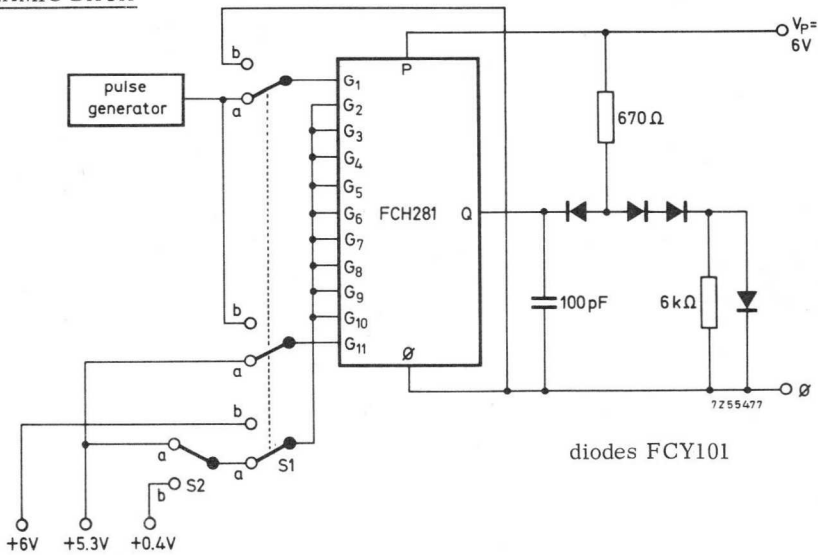 b
a
pulse
generator
P
G1
G2
G3
G4
G5
G6
G7
G8
G9
G10
G11
FCH281
Q
Ø
VP=
6V
670 Ω
100pF
6kΩ
7Z55477
Ø
b
a
b
a
a
S1
b
S2
+6V
+5.3V
+0.4V
diodes FCY101